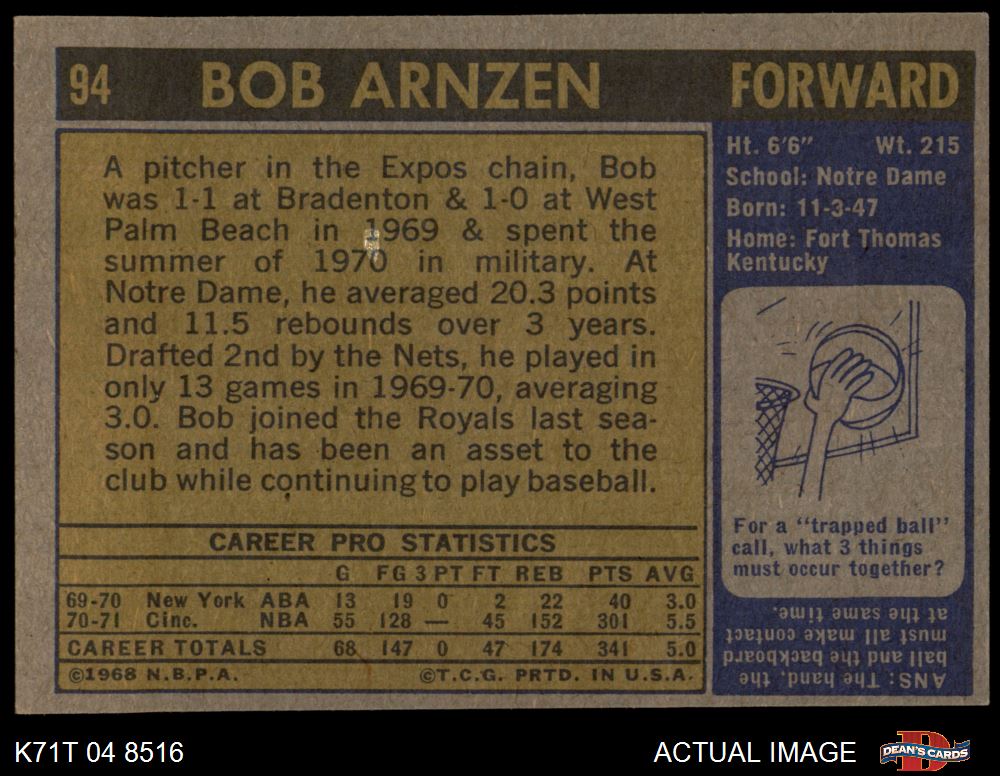 94 BOB ARNZEN FORWARD
A pitcher in the Expos chain, Bob
was 1-1 at Bradenton & 1-0 at West
Palm Beach in 1969 & spent the
summer of 1970 in military. At
Notre Dame, he averaged 20.3 points
and 11.5 rebounds over 3 years.
Drafted 2nd by the Nets, he played in
only 13 games in 1969-70, averaging
3.0. Bob joined the Royals last sea-
son and has been an asset to the
club while continuing to play baseball.
CAREER PRO STATISTICS
G FG 3 PT FT REB PTS AVG
69-70 New York ABA 13 19 0 2 22 40 3.0
70-71 Cinc. NBA 55 128 — 45 152 301 5.5
CAREER TOTALS 68 147 0 47 174 341 5.0
©1968 N.B.P.A. ©T.C.G. PRTD. IN U.S.A.
Ht. 6'6" Wt. 215
School: Notre Dame
Born: 11-3-47
Home: Fort Thomas
Kentucky
For a "trapped ball"
call, what 3 things
must occur together?
ANS: The hand, the
ball and the backboard
must all make contact
at the same time.
K71T 04 8516
ACTUAL IMAGE
D
DEAN'S CARDS